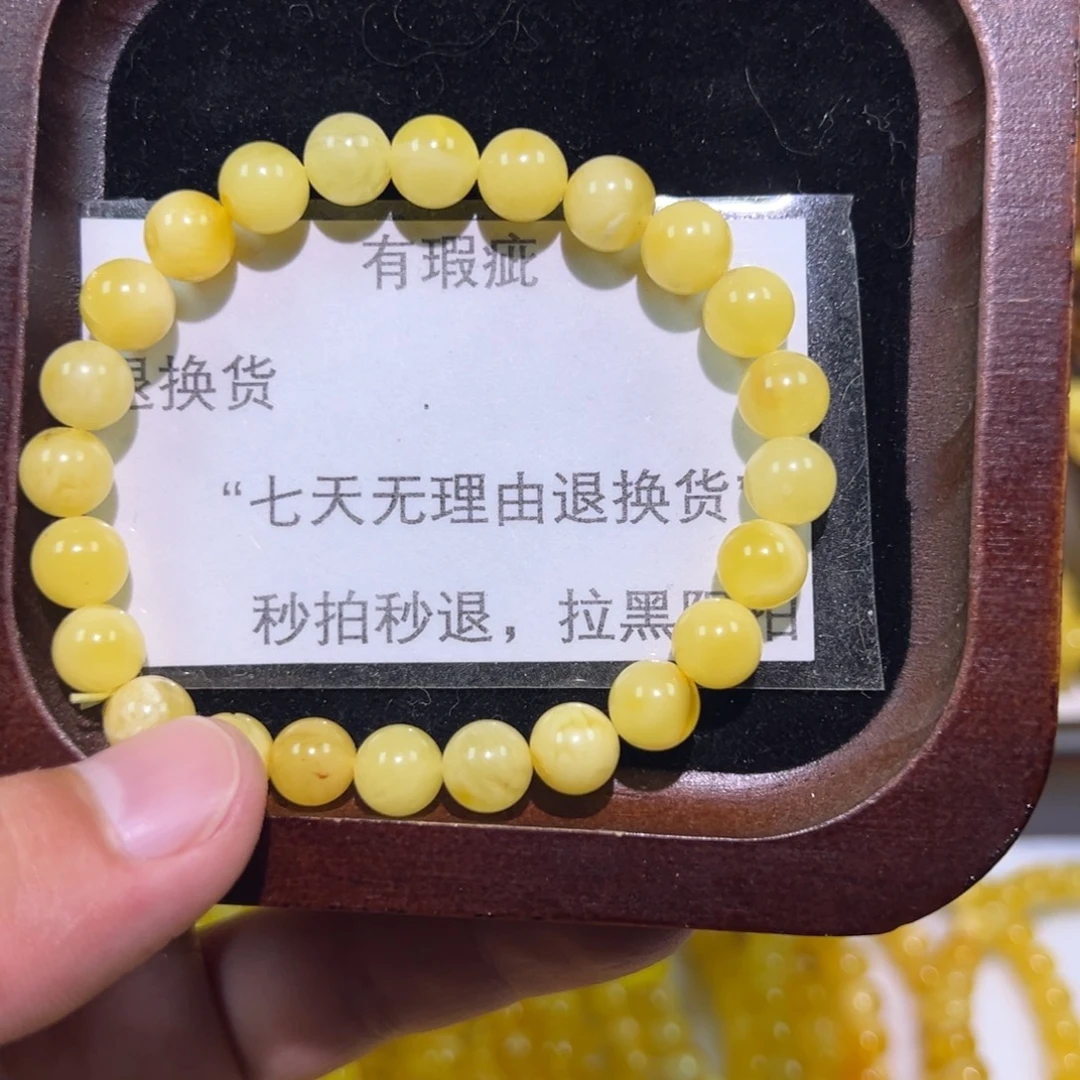 有瑕疵
退换货
“七天无理由退换货”
秒拍秒退，拉黑